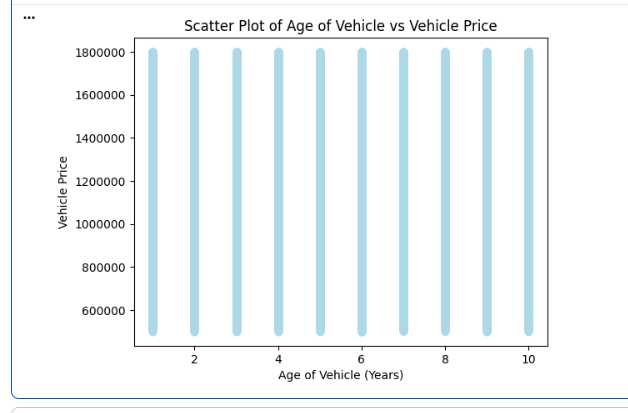 ...
Scatter Plot of Age of Vehicle vs Vehicle Price
1800000
1600000
1400000
1200000
1000000
800000
600000
Vehicle Price
2 4 6 8 10
Age of Vehicle (Years)